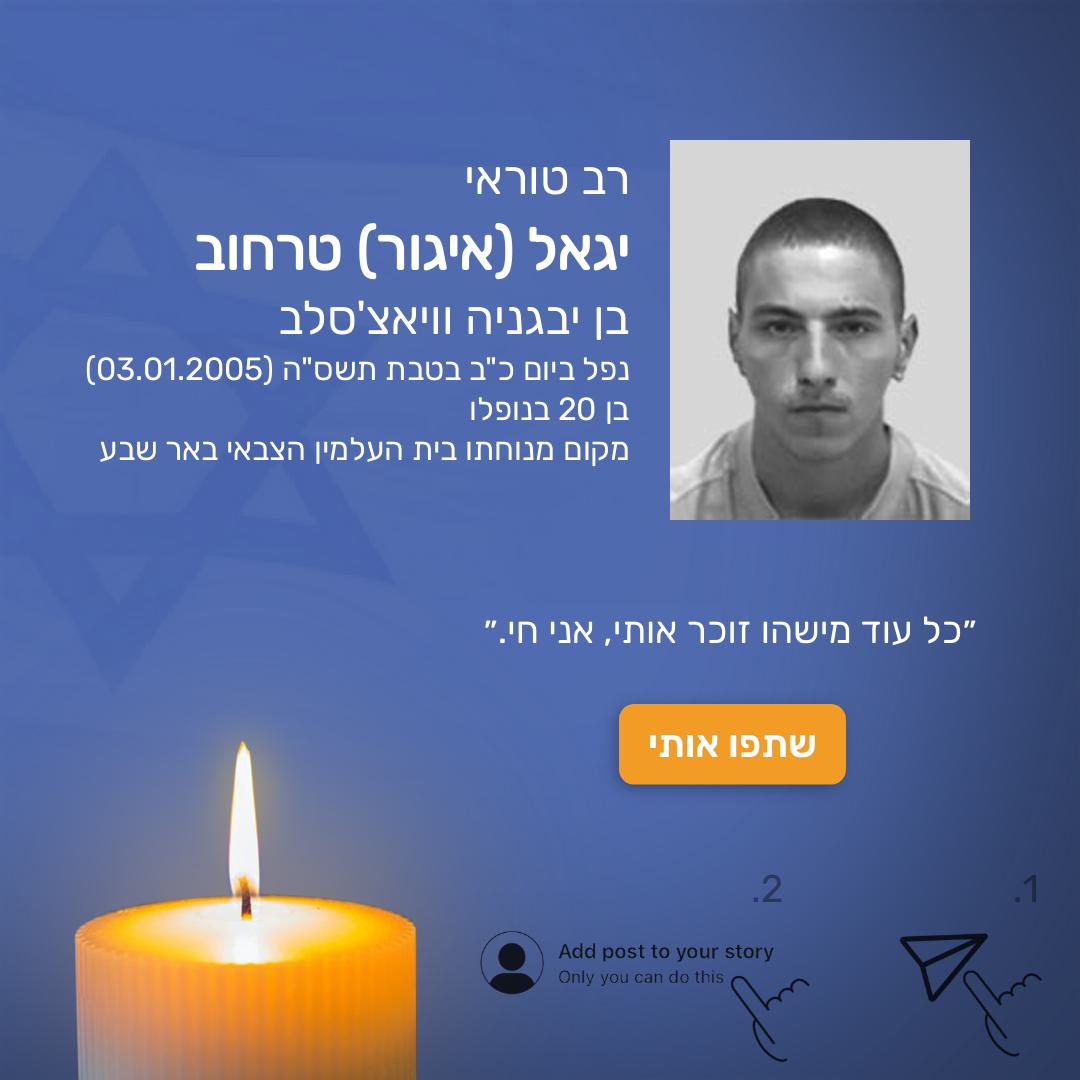 רב טוראי
יגאל (איגור) טרחוב
בן יבגניה וויאצ'סלב
נפל ביום כ"ב בטבת תשס"ה (03.01.2005)
בן 20 בנופלו
מקום מנוחתו בית העלמין הצבאי באר שבע
״כל עוד מישהו זוכר אותי, אני חי.״
שתפו אותי
1.
2.
Add post to your story
Only you can do this